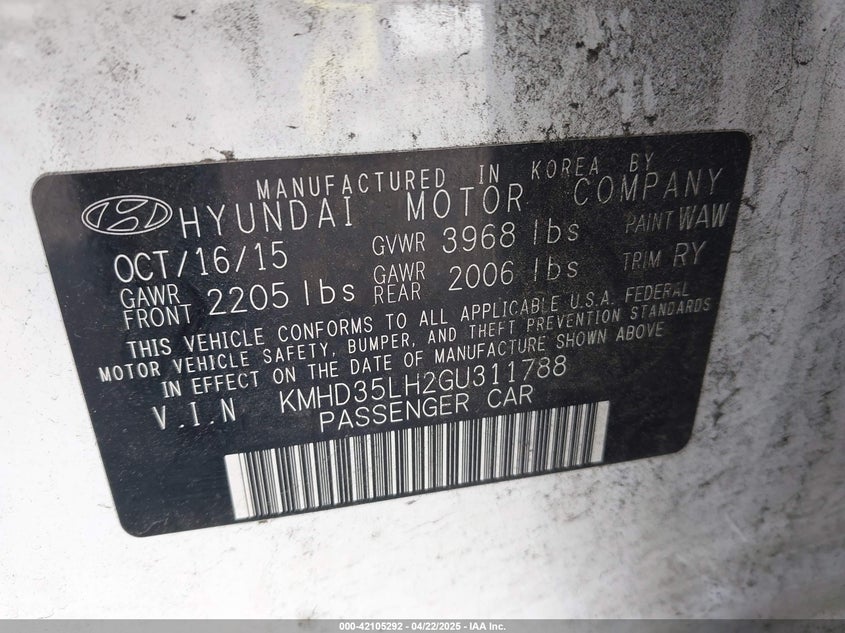 MANUFACTURED IN KOREA BY
HYUNDAI MOTOR COMPANY
OCT/16/15 GVWR 3968 lbs PAINT WAW
GAWR FRONT 2205 lbs GAWR REAR 2006 lbs TRIM RY
THIS VEHICLE CONFORMS TO ALL APPLICABLE U.S.A. FEDERAL
MOTOR VEHICLE SAFETY, BUMPER, AND THEFT PREVENTION STANDARDS
IN EFFECT ON THE DATE OF MANUFACTURE SHOWN ABOVE
V.I.N KMHD35LH2GU311788
PASSENGER CAR
000-42105292 - 04/22/2025 - IAA Inc.